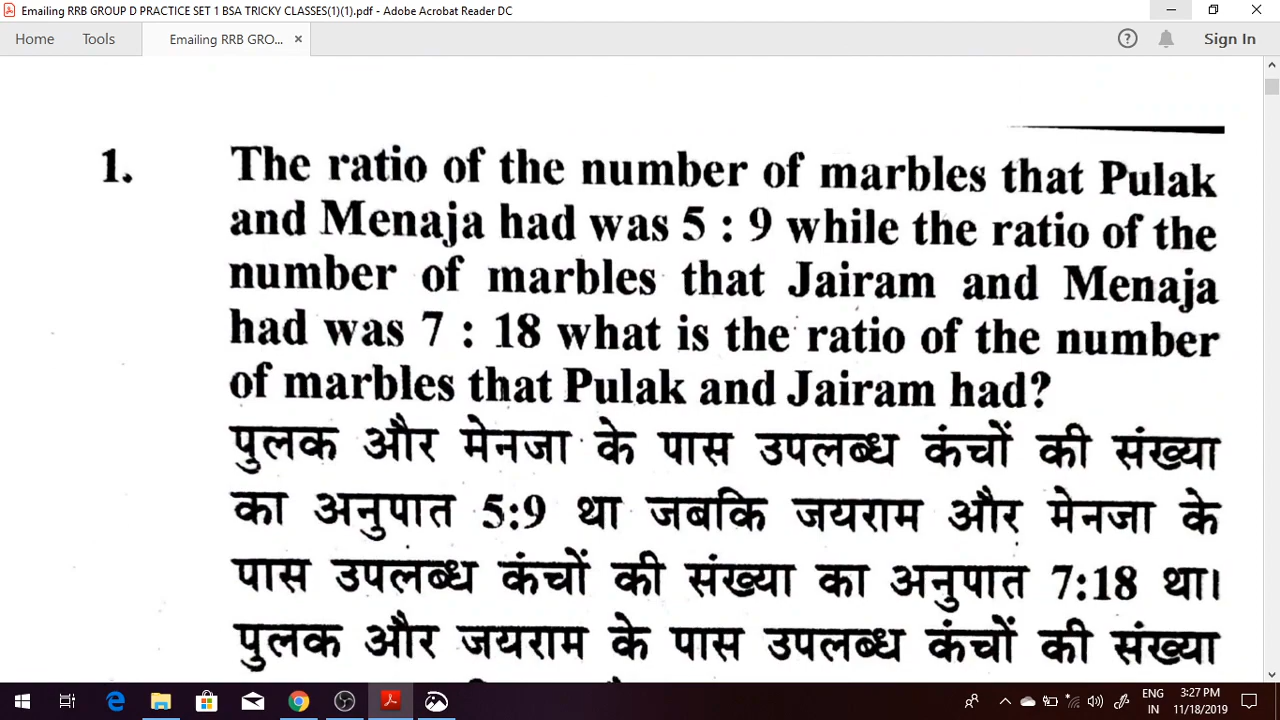 Emailing RRB GROUP D PRACTICE SET 1 BSA TRICKY CLASSES(1)(1).pdf - Adobe Acrobat Reader DC
Home Tools Emailing RRB GRO... Sign In
1. The ratio of the number of marbles that Pulak
and Menaja had was 5 : 9 while the ratio of the
number of marbles that Jairam and Menaja
had was 7 : 18 what is the ratio of the number
of marbles that Pulak and Jairam had?
पुलक और मेनजा के पास उपलब्ध कंचों की संख्या
का अनुपात 5:9 था जबकि जयराम और मेनजा के
पास उपलब्ध कंचों की संख्या का अनुपात 7:18 था।
पुलक और जयराम के पास उपलब्ध कंचों की संख्या
ENG 3:27 PM
IN 11/18/2019